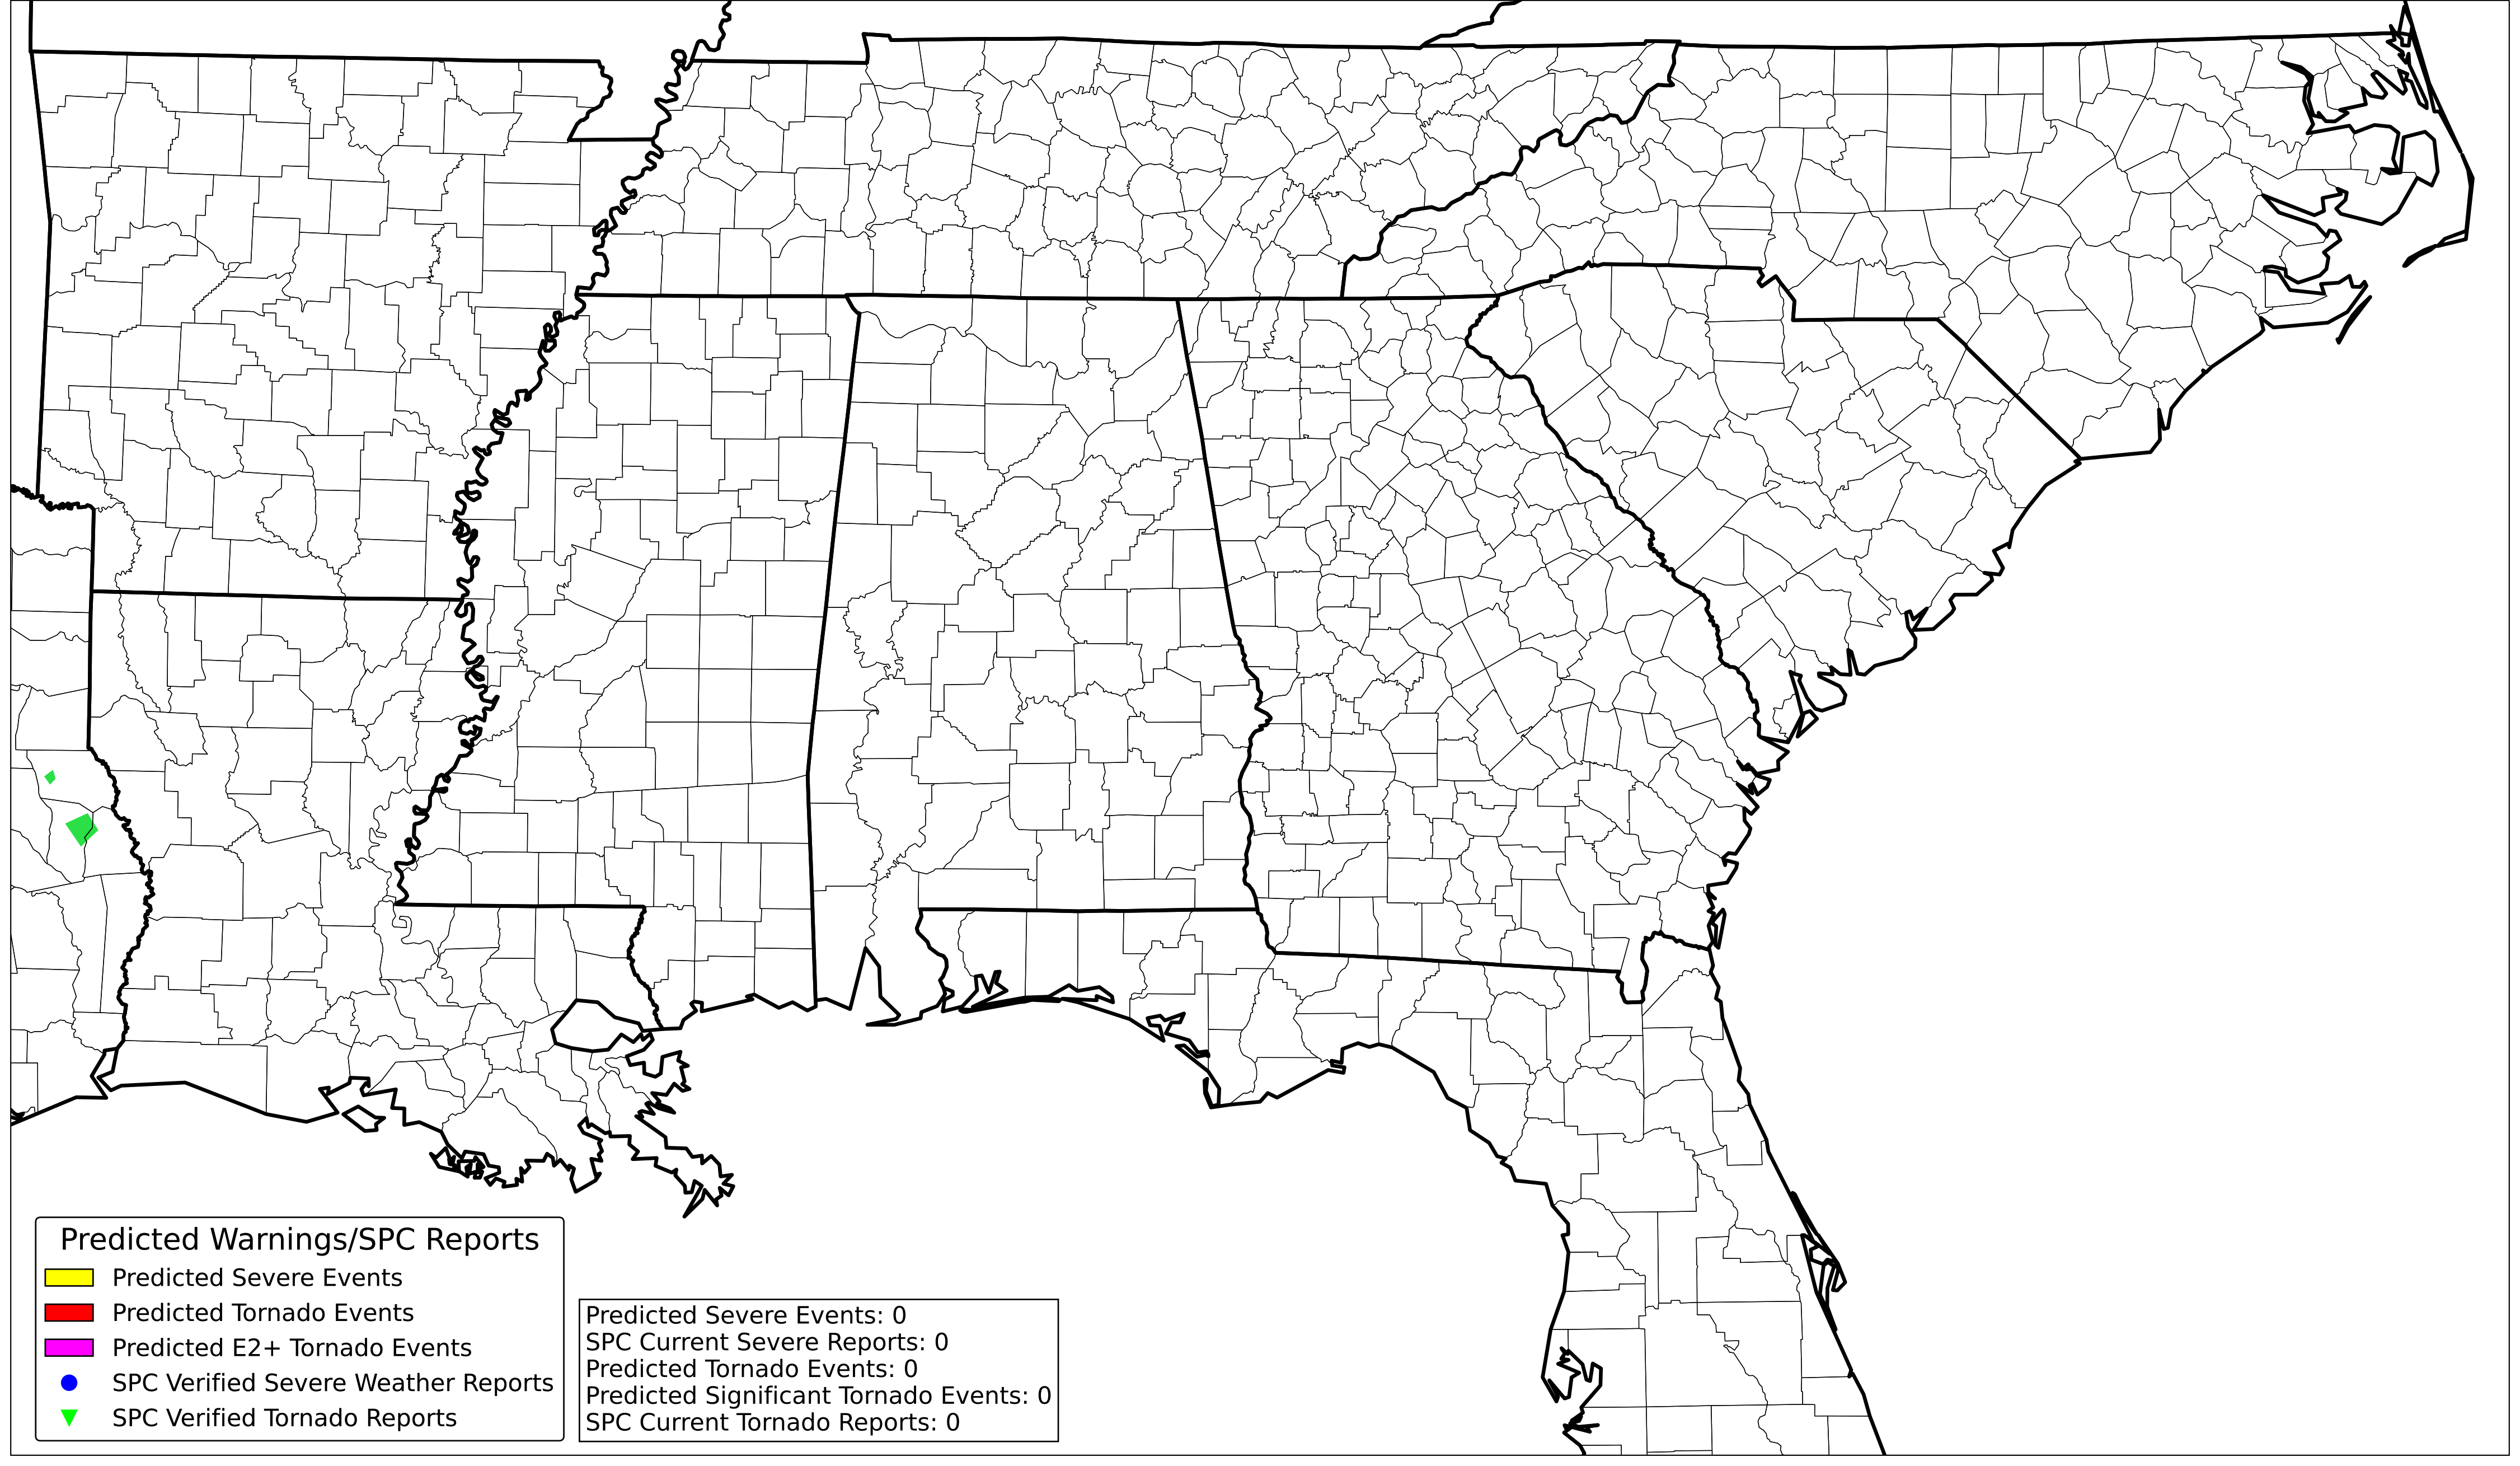 Predicted Warnings/SPC Reports
Predicted Severe Events
Predicted Tornado Events
Predicted E2+ Tornado Events
SPC Verified Severe Weather Reports
SPC Verified Tornado Reports
Predicted Severe Events: 0
SPC Current Severe Reports: 0
Predicted Tornado Events: 0
Predicted Significant Tornado Events: 0
SPC Current Tornado Reports: 0